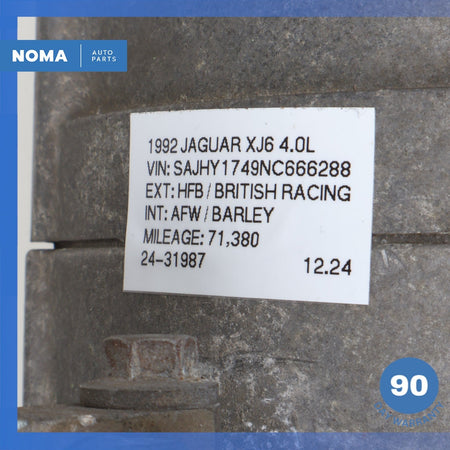 NOMA AUTO
PARTS
1992 JAGUAR XJ6 4.0L
VIN: SAJHY1749NC666288
EXT: HFB / BRITISH RACING
INT: AFW / BARLEY
MILEAGE: 71,380
24-31987 12.24
90